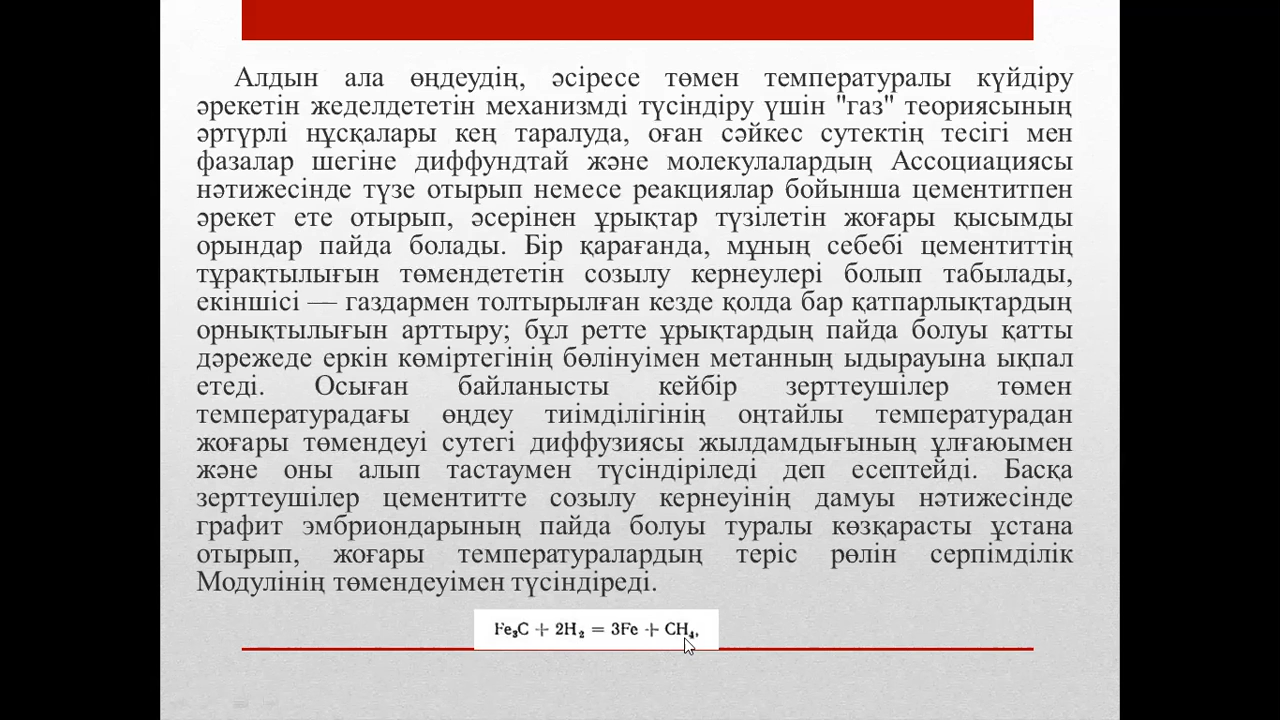 Алдын ала өңдеудің, әсіресе төмен температуралы күйдіру
әрекетін жеделдететін механизмді түсіндіру үшін "газ" теориясының
әртүрлі нұсқалары кең таралуда, оған сәйкес сутектің тесігі мен
фазалар шегіне диффундтай және молекулалардың Ассоциациясы
нәтижесінде түзе отырып немесе реакциялар бойынша цементитпен
әрекет ете отырып, әсерінен ұрықтар түзілетін жоғары қысымды
орындар пайда болады. Бір қарағанда, мұның себебі цементиттің
тұрақтылығын төмендететін созылу кернеулері болып табылады,
екіншісі — газдармен толтырылған кезде қолда бар қатпарлықтардың
орнықтылығын арттыру; бұл ретте ұрықтардың пайда болуы қатты
дәрежеде еркін көміртегінің бөлінуімен метанның ыдырауына ықпал
етеді. Осыған байланысты кейбір зерттеушілер төмен
температурадағы өңдеу тиімділігінің оңтайлы температурадан
жоғары төмендеуі сутегі диффузиясы жылдамдығының ұлғаюымен
және оны алып тастаумен түсіндіріледі деп есептейді. Басқа
зерттеушілер цементитте созылу кернеуінің дамуы нәтижесінде
графит эмбриондарының пайда болуы туралы көзқарасты ұстана
отырып, жоғары температуралардың теріс рөлін серпімділік
Модулінің төмендеуімен түсіндіреді.
Fe₃C + 2H₂ = 3Fe + CH₄,